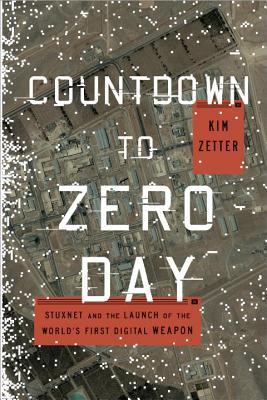 COUNTDOWN
KIM
ZETTER
TO
ZERO
DAY
STUXNET AND THE LAUNCH OF THE
WORLD'S FIRST DIGITAL WEAPON